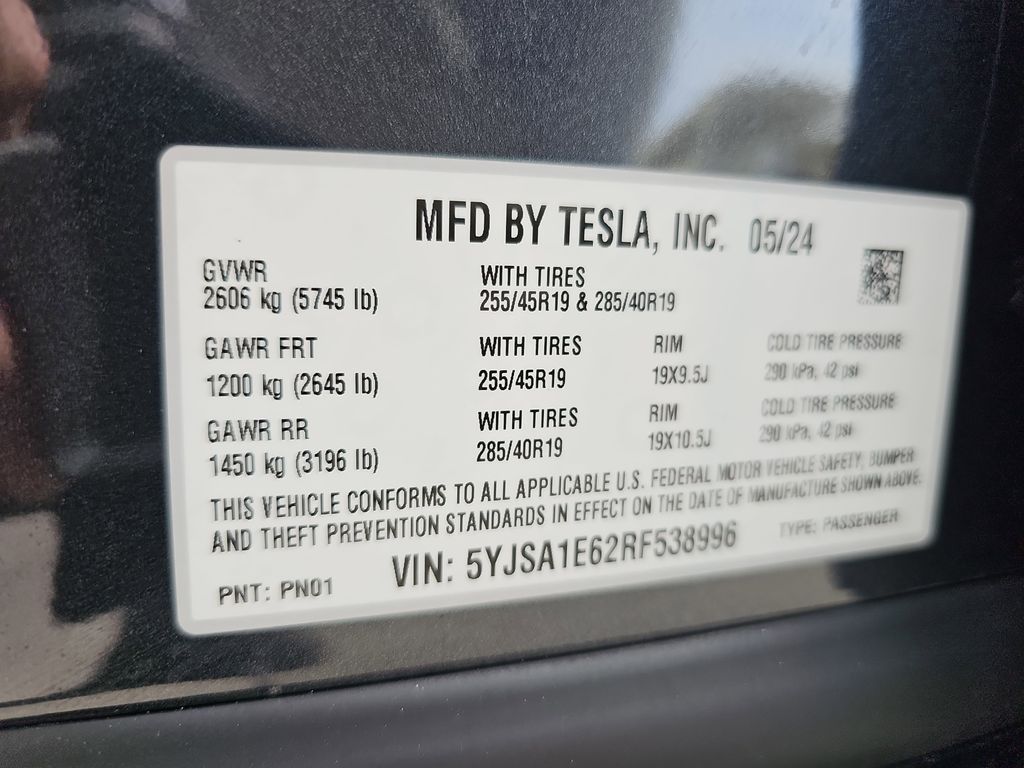 MFD BY TESLA, INC. 05/24
GVWR
2606 kg (5745 lb)
WITH TIRES
255/45R19 & 285/40R19
GAWR FRT
1200 kg (2645 lb)
WITH TIRES
255/45R19
RIM
19X9.5J
COLD TIRE PRESSURE
290 kPa, 42 psi
GAWR RR
1450 kg (3196 lb)
WITH TIRES
285/40R19
RIM
19X10.5J
COLD TIRE PRESSURE
290 kPa, 42 psi
THIS VEHICLE CONFORMS TO ALL APPLICABLE U.S. FEDERAL MOTOR VEHICLE SAFETY, BUMPER
AND THEFT PREVENTION STANDARDS IN EFFECT ON THE DATE OF MANUFACTURE SHOWN ABOVE.
PNT: PN01
VIN: 5YJSA1E62RF538996
TYPE: PASSENGER